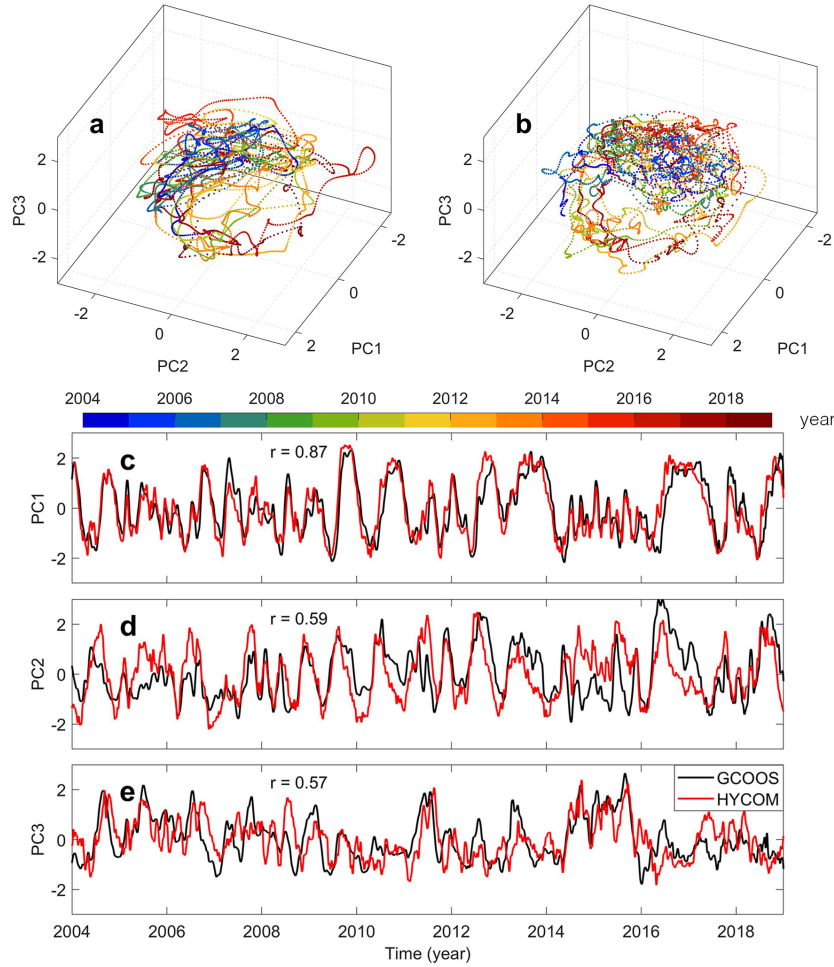 a
b
2
0
-2
PC3
-2
0
2
PC2
-2
0
2
PC1
2
0
-2
PC3
-2
0
2
PC2
-2
0
2
PC1
2004 2006 2008 2010 2012 2014 2016 2018 year
c r = 0.87
2
0
-2
PC1
d r = 0.59
2
0
-2
PC2
e r = 0.57
GCOOS
HYCOM
2
0
-2
PC3
2004 2006 2008 2010 2012 2014 2016 2018
Time (year)